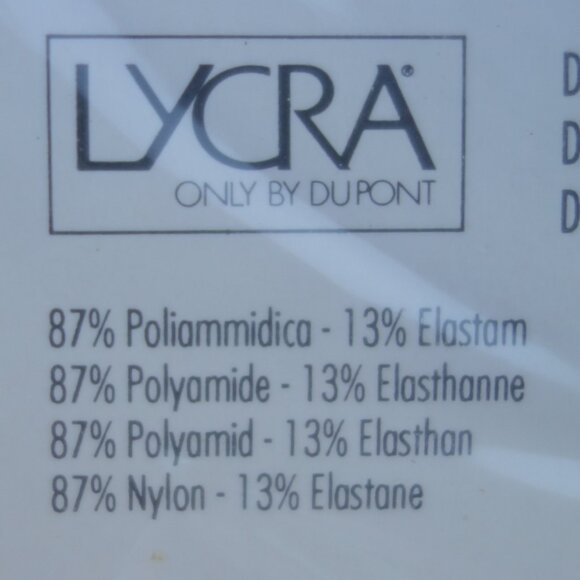 LYCRA®
ONLY BY DUPONT
D
D
D
87% Poliammidica - 13% Elastam
87% Polyamide - 13% Elasthanne
87% Polyamid - 13% Elasthan
87% Nylon - 13% Elastane